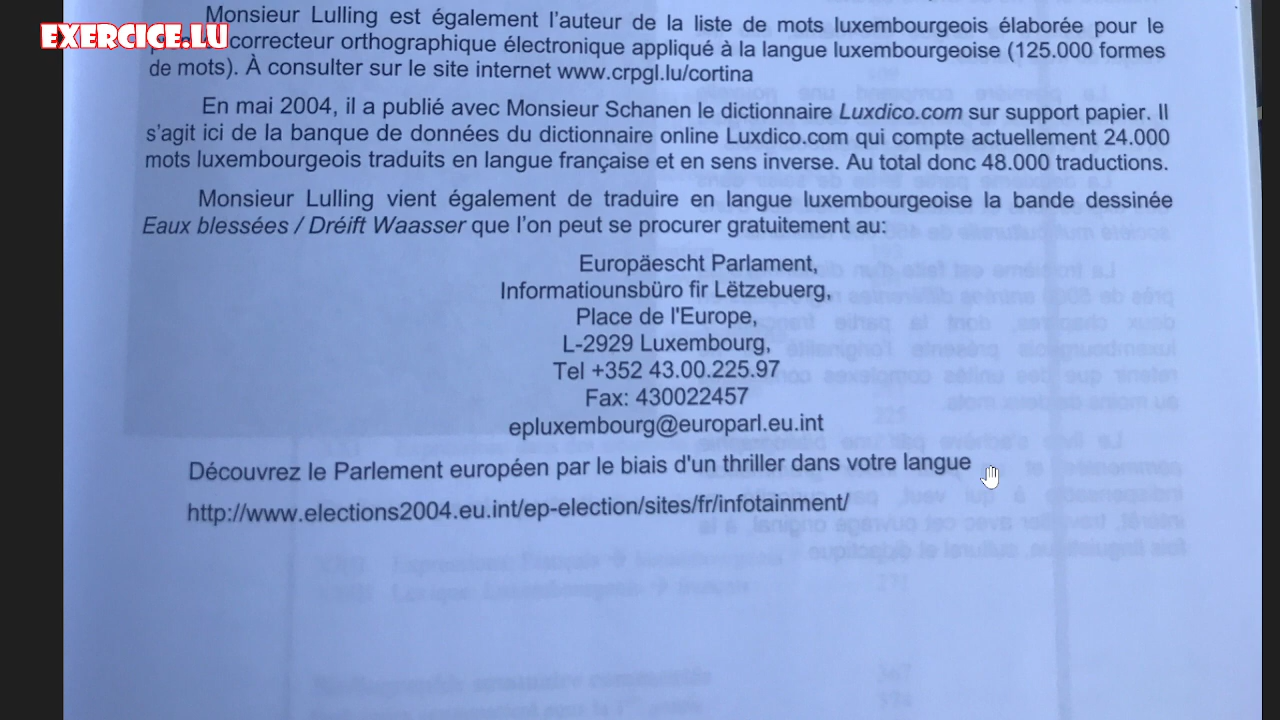 EXERCICE.LU
Monsieur Lulling est également l'auteur de la liste de mots luxembourgeois élaborée pour le
correcteur orthographique électronique appliqué à la langue luxembourgeoise (125.000 formes
de mots). À consulter sur le site internet www.crpgl.lu/cortina
En mai 2004, il a publié avec Monsieur Schanen le dictionnaire Luxdico.com sur support papier. Il
s'agit ici de la banque de données du dictionnaire online Luxdico.com qui compte actuellement 24.000
mots luxembourgeois traduits en langue française et en sens inverse. Au total donc 48.000 traductions.
Monsieur Lulling vient également de traduire en langue luxembourgeoise la bande dessinée
Eaux blessées / Dréift Waasser que l'on peut se procurer gratuitement au:
Europäescht Parlament,
Informatiounsbüro fir Lëtzebuerg,
Place de l'Europe,
L-2929 Luxembourg,
Tel +352 43.00.225.97
Fax: 430022457
epluxembourg@europarl.eu.int
Découvrez le Parlement européen par le biais d'un thriller dans votre langue
http://www.elections2004.eu.int/ep-election/sites/fr/infotainment/